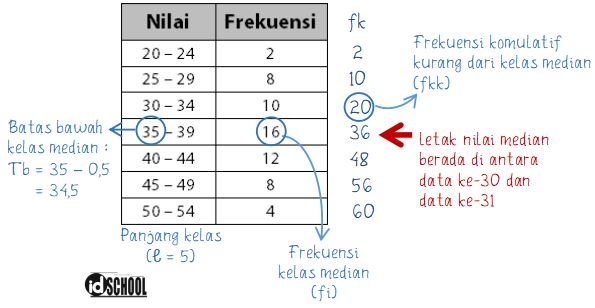 Nilai Frekuensi fk
20 – 24 2 2
25 – 29 8 10
30 – 34 10 20
35 – 39 16 36
40 – 44 12 48
45 – 49 8 56
50 – 54 4 60
Frekuensi komulatif
kurang dari kelas median
(fkk)
Batas bawah
kelas median :
Tb = 35 – 0,5
= 34,5
Letak nilai median
berada di antara
data ke-30 dan
data ke-31
Panjang kelas
(ℓ = 5)
Frekuensi
kelas median
(fi)
idSCHOOL